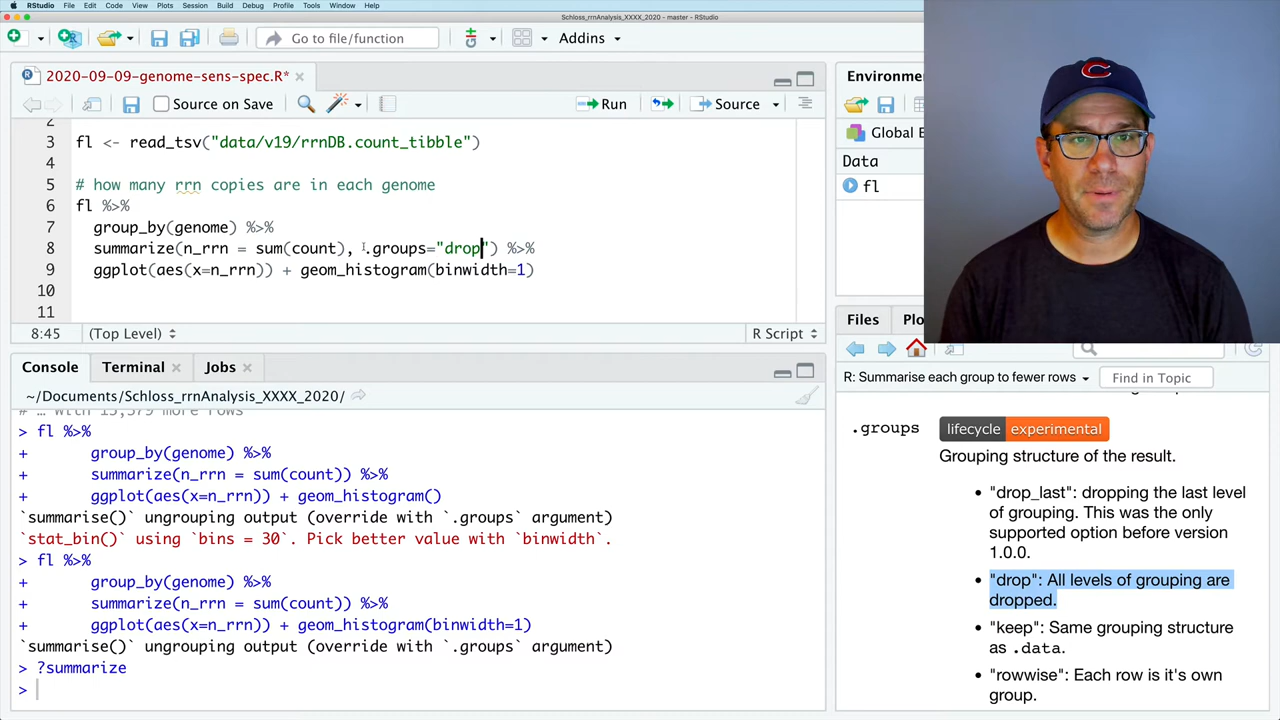 RStudio File Edit Code View Plots Session Build Debug Profile Tools Window Help
Schloss_rrnAnalysis_XXXX_2020 - master - RStudio
Go to file/function
Addins
2020-09-09-genome-sens-spec.R*
Source on Save
Run
Source
2
3 fl <- read_tsv("data/v19/rrnDB.count_tibble")
4
5 # how many rrn copies are in each genome
6 fl %>%
7 group_by(genome) %>%
8 summarize(n_rrn = sum(count), .groups="drop") %>%
9 ggplot(aes(x=n_rrn)) + geom_histogram(binwidth=1)
10
11
8:45 (Top Level) R Script
Console Terminal Jobs
~/Documents/Schloss_rrnAnalysis_XXXX_2020/
# … with 15,379 more rows
> fl %>%
+ group_by(genome) %>%
+ summarize(n_rrn = sum(count)) %>%
+ ggplot(aes(x=n_rrn)) + geom_histogram()
`summarise()` ungrouping output (override with `.groups` argument)
`stat_bin()` using `bins = 30`. Pick better value with `binwidth`.
> fl %>%
+ group_by(genome) %>%
+ summarize(n_rrn = sum(count)) %>%
+ ggplot(aes(x=n_rrn)) + geom_histogram(binwidth=1)
`summarise()` ungrouping output (override with `.groups` argument)
> ?summarize
>
Environme
Global E
Data
fl
Files Plo
R: Summarise each group to fewer rows Find in Topic
.groups lifecycle experimental
Grouping structure of the result.
• "drop_last": dropping the last level
of grouping. This was the only
supported option before version
1.0.0.
• "drop": All levels of grouping are
dropped.
• "keep": Same grouping structure
as .data.
• "rowwise": Each row is it's own
group.